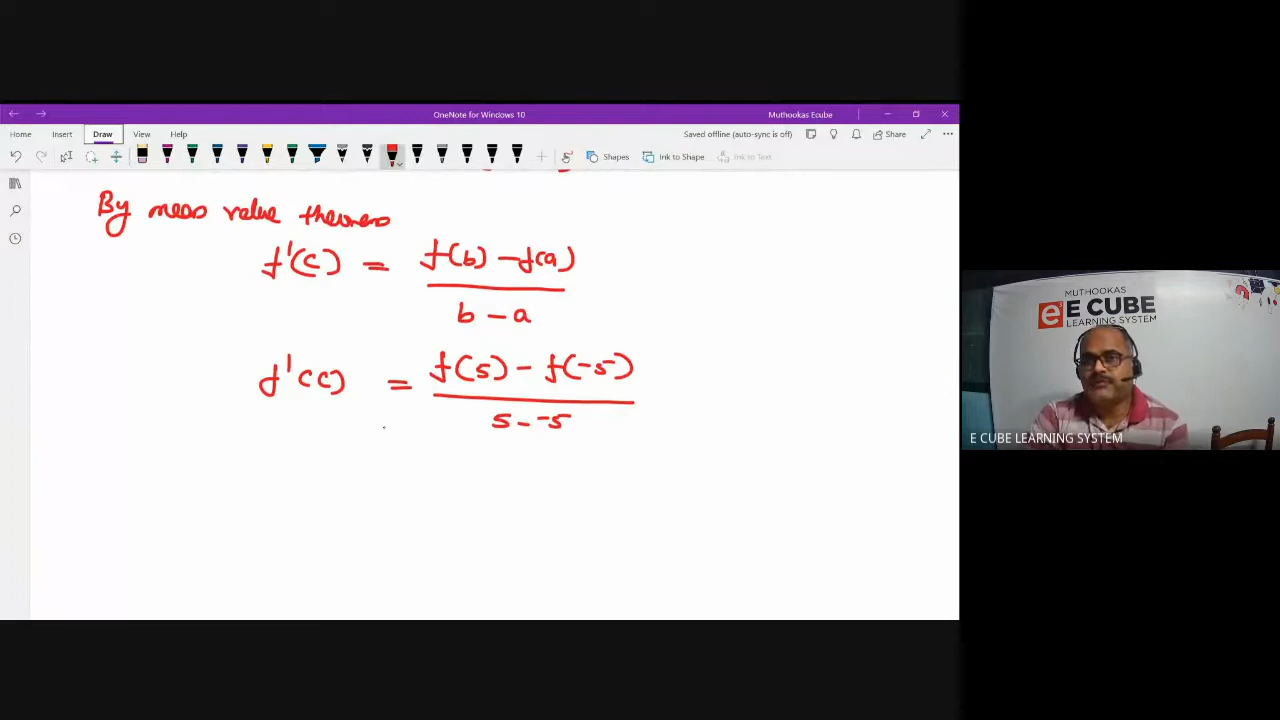 OneNote for Windows 10
Muthookas Ecube
Home Insert Draw View Help
Saved offline (auto-sync is off)
Share
Shapes
Ink to Shape
Ink to Text
By mean value theorem
f'(c) = f(b) - f(a)
b - a
f'(c) = f(5) - f(-5)
5 - -5
MUTHOOKAS
e³ E CUBE
LEARNING SYSTEM
E CUBE LEARNING SYSTEM